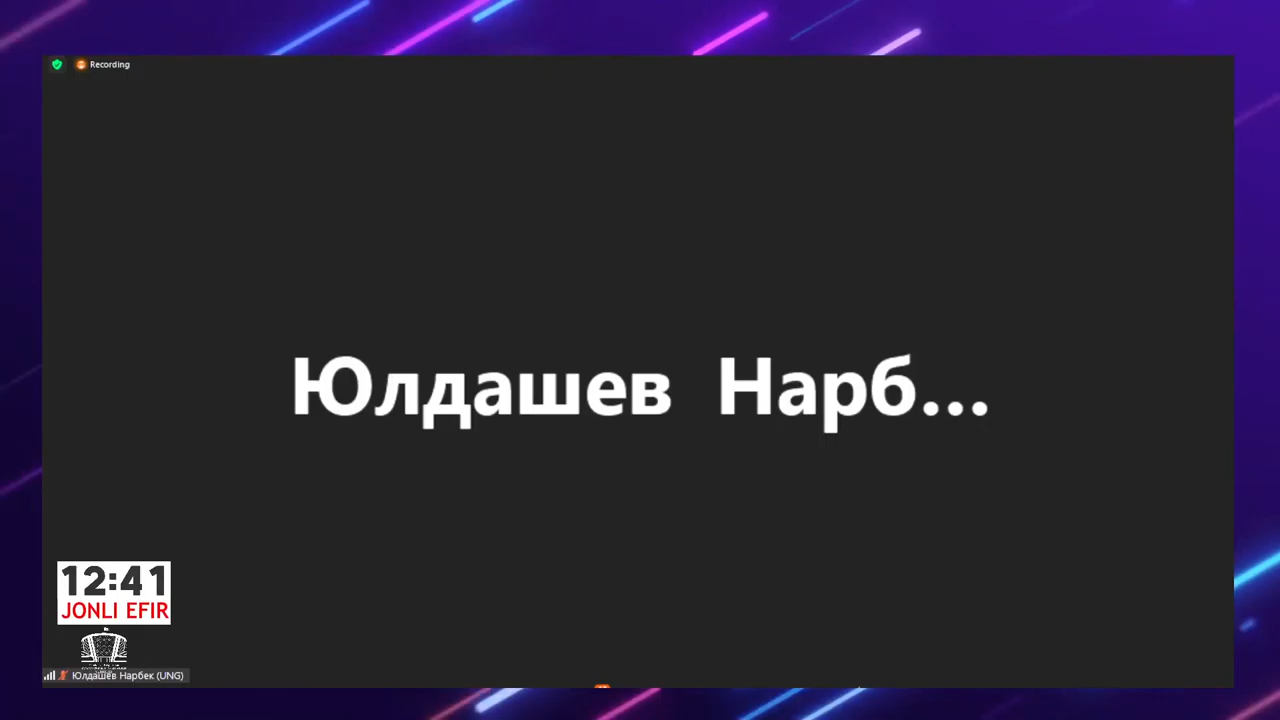 Recording
Юлдашев Нарб...
12:41
JONLI EFIR
Юлдашев Нарбек (UNG)